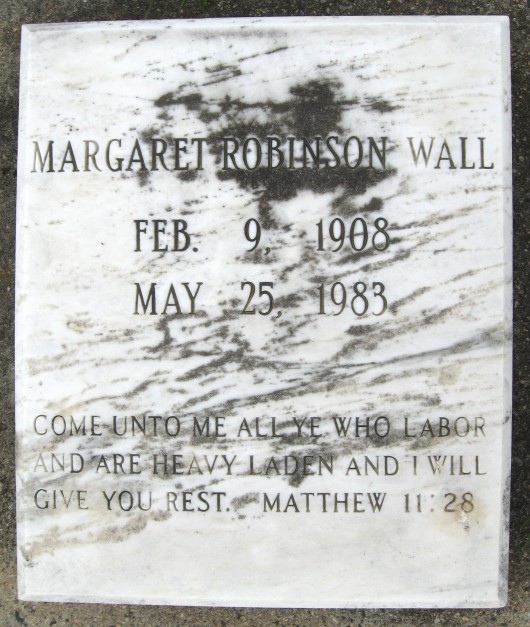 MARGARET ROBINSON WALL
FEB. 9, 1908
MAY 25, 1983
COME UNTO ME ALL YE WHO LABOR
AND ARE HEAVY LADEN AND I WILL
GIVE YOU REST. MATTHEW 11:28